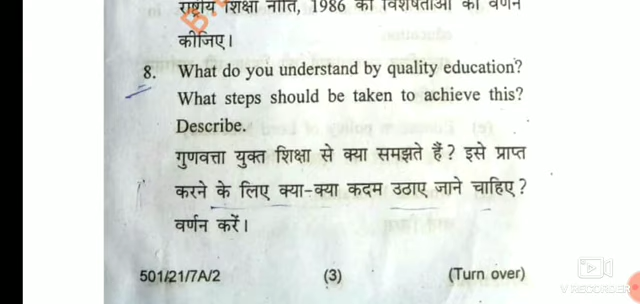 राष्ट्रीय शिक्षा नीति, 1986 की विशेषताओं का वर्णन
कीजिए।
8. What do you understand by quality education?
What steps should be taken to achieve this?
Describe.
गुणवत्ता युक्त शिक्षा से क्या समझते हैं? इसे प्राप्त
करने के लिए क्या-क्या कदम उठाए जाने चाहिए?
वर्णन करें।
501/21/7A/2 (3) (Turn over)
V RECORDER